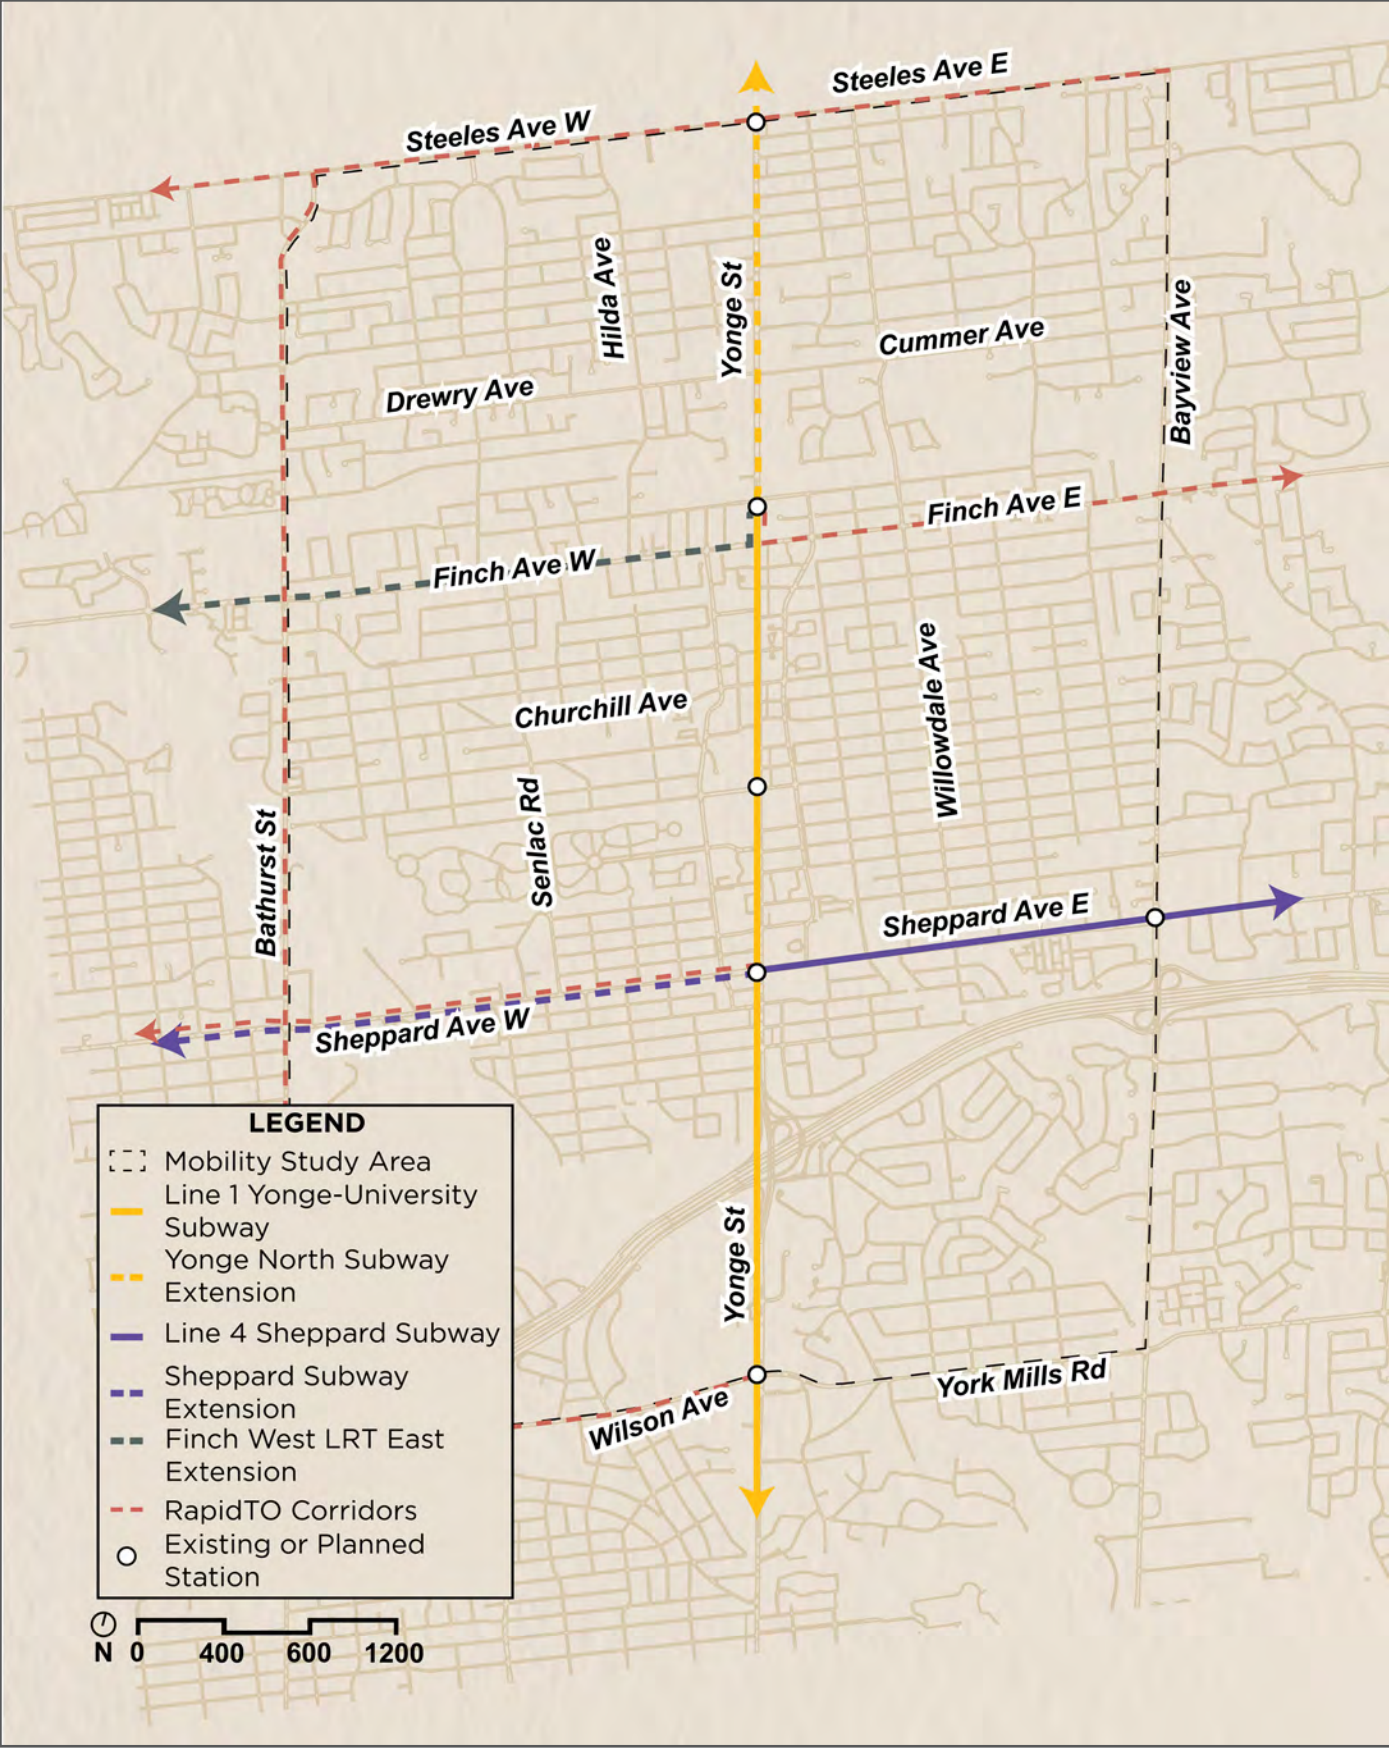 Steeles Ave E
Steeles Ave W
Hilda Ave
Yonge St
Bayview Ave
Cummer Ave
Drewry Ave
Finch Ave E
Finch Ave W
Willowdale Ave
Churchill Ave
Senlac Rd
Bathurst St
Sheppard Ave E
Sheppard Ave W
Yonge St
York Mills Rd
Wilson Ave
LEGEND
Mobility Study Area
Line 1 Yonge-University
Subway
Yonge North Subway
Extension
Line 4 Sheppard Subway
Sheppard Subway
Extension
Finch West LRT East
Extension
RapidTO Corridors
Existing or Planned
Station
N 0 400 600 1200